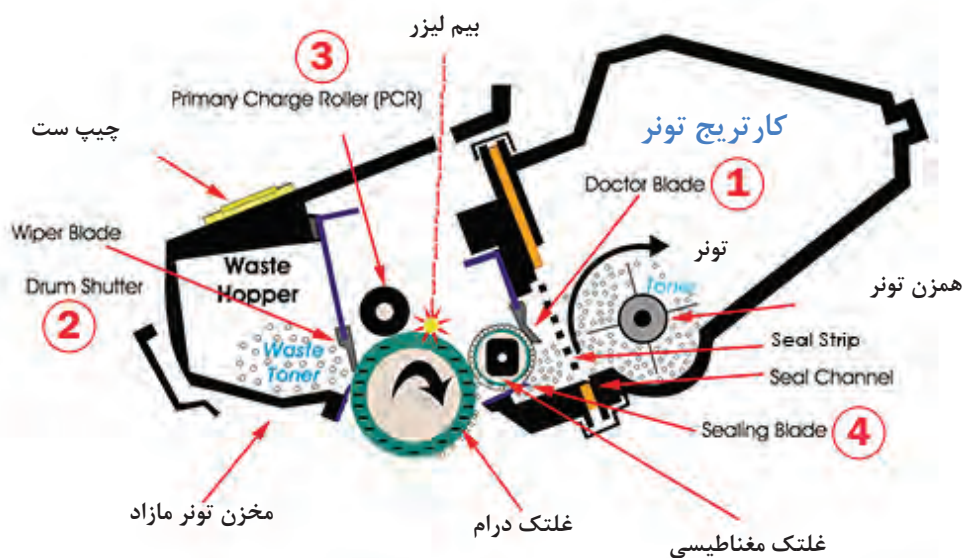 بیم لیزر
3
Primary Charge Roller (PCR)
چیپ ست
کارتریج تونر
Doctor Blade 1
Wiper Blade
Waste
Hopper
تونر
Drum Shutter
2
Toner
همزن تونر
Waste
Toner
Seal Strip
Seal Channel
Sealing Blade 4
مخزن تونر مازاد
غلتک درام
غلتک مغناطیسی